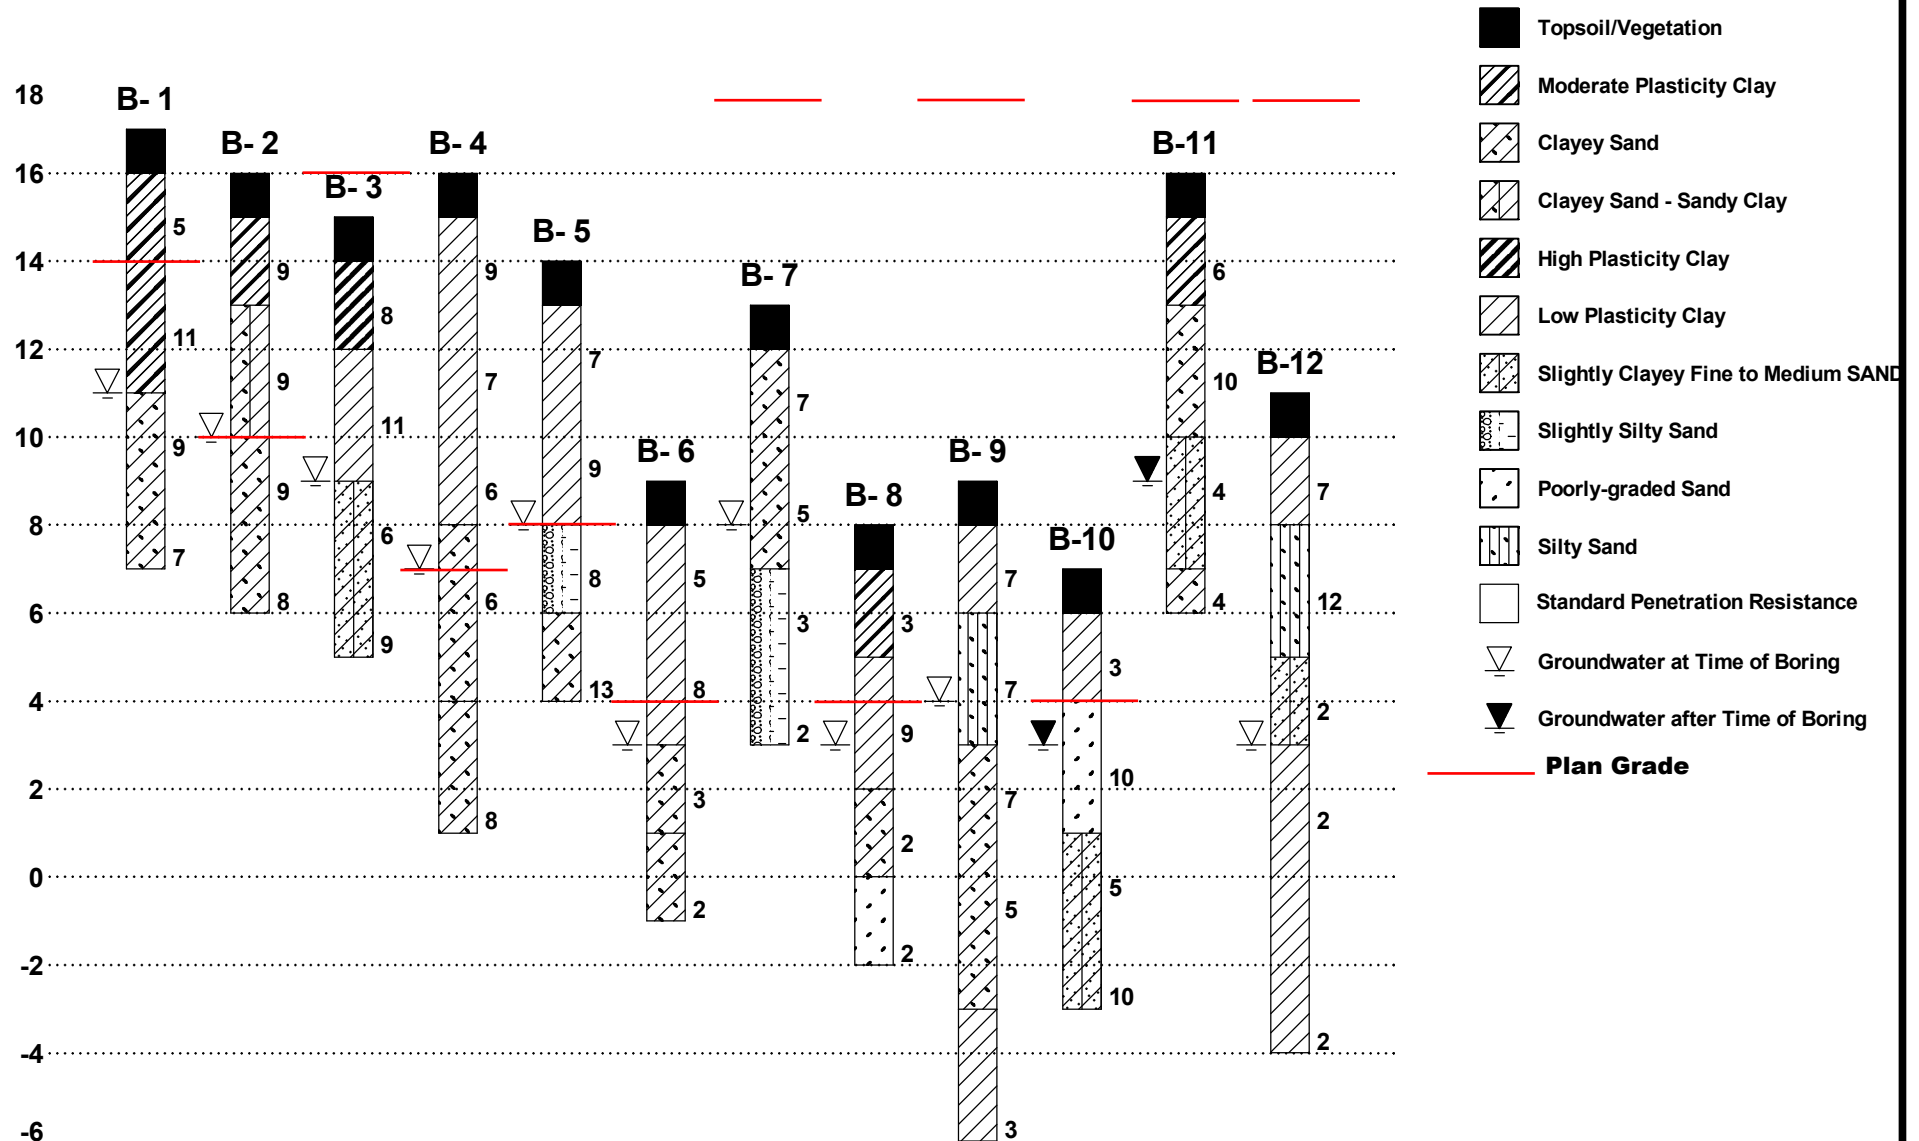 18
16
14
12
10
8
6
4
2
0
-2
-4
-6
B- 1
5
11
9
7
B- 2
9
9
9
8
B- 3
8
11
6
9
B- 4
9
7
6
6
8
B- 5
7
9
8
13
B- 6
5
8
3
2
B- 7
7
5
3
2
B- 8
3
9
2
2
B- 9
7
7
7
5
3
B-10
3
10
5
10
B-11
6
10
4
4
B-12
7
12
2
2
2
Topsoil/Vegetation
Moderate Plasticity Clay
Clayey Sand
Clayey Sand - Sandy Clay
High Plasticity Clay
Low Plasticity Clay
Slightly Clayey Fine to Medium SAND
Slightly Silty Sand
Poorly-graded Sand
Silty Sand
Standard Penetration Resistance
Groundwater at Time of Boring
Groundwater after Time of Boring
Plan Grade